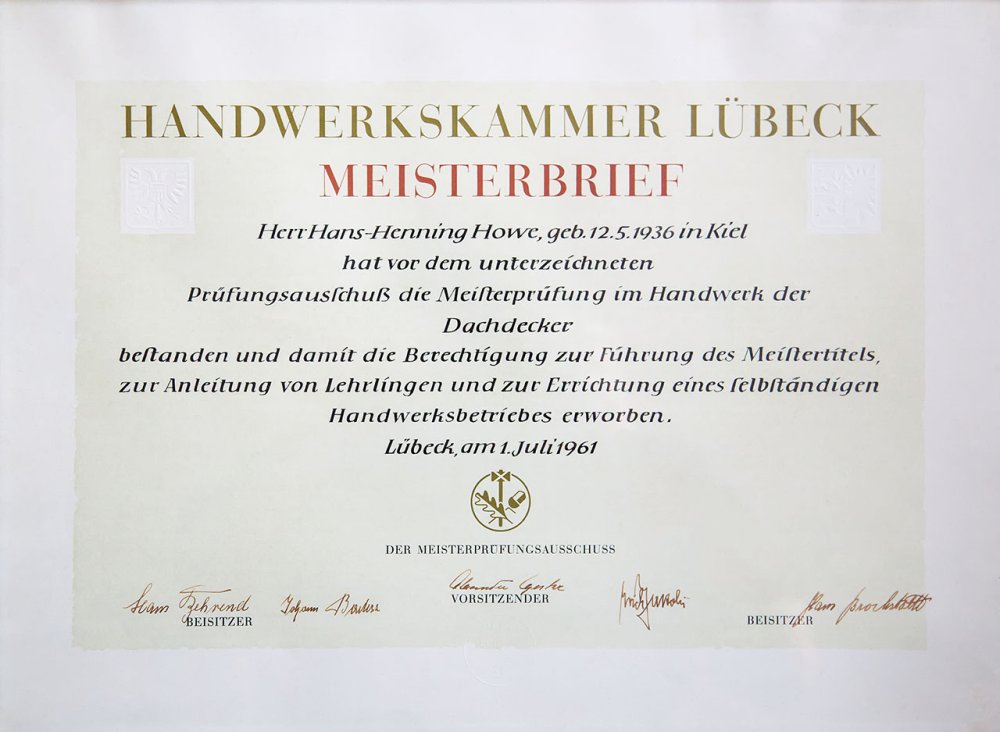 HANDWERKSKAMMER LÜBECK
MEISTERBRIEF
Herr Hans-Henning Howe, geb. 12.5.1936 in Kiel
hat vor dem unterzeichneten
Prüfungsausſchuß die Meiſterprüfung im Handwerk der
Dachdecker
beſtanden und damit die Berechtigung zur Führung des Meiſtertitels,
zur Anleitung von Lehrlingen und zur Errichtung eines ſelbſtändigen
Handwerksbetriebes erworben.
Lübeck, am 1. Juli 1961
DER MEISTERPRÜFUNGSAUSSCHUSS
Hans Behrend
VORSITZENDER
BEISITZER
BEISITZER